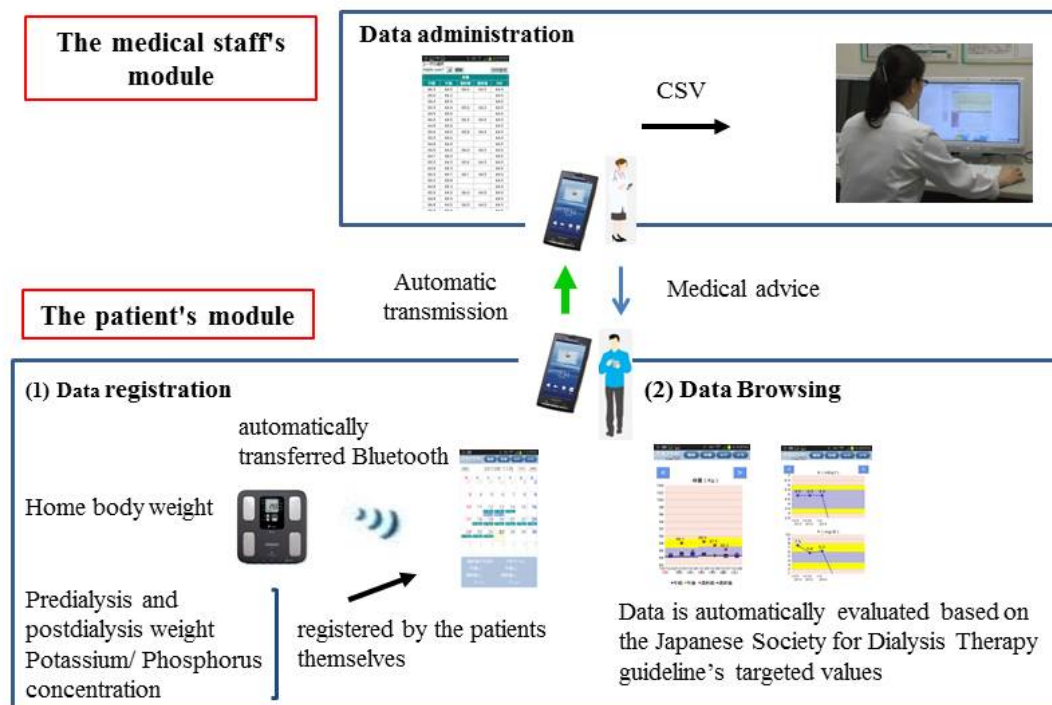 The medical staff's
module
Data administration
CSV
Automatic
transmission
Medical advice
The patient's module
(1) Data registration
automatically
transferred Bluetooth
Home body weight
Predialysis and
postdialysis weight
Potassium/ Phosphorus
concentration
registered by the patients
themselves
(2) Data Browsing
Data is automatically evaluated based on
the Japanese Society for Dialysis Therapy
guideline's targeted values